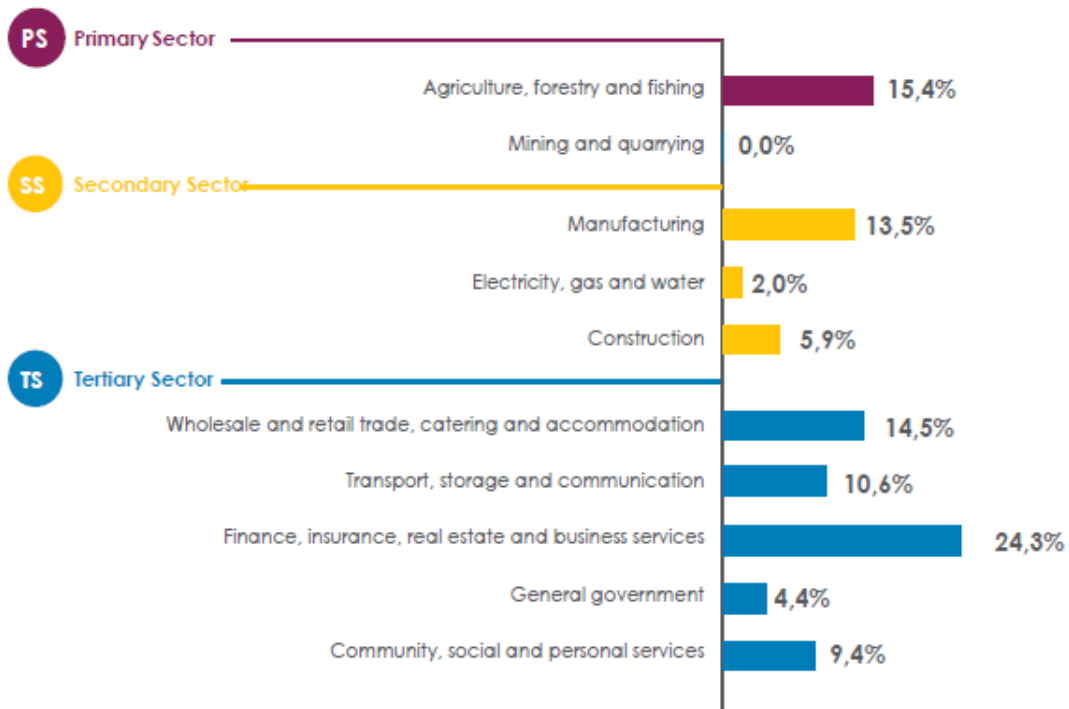 PS Primary Sector
Agriculture, forestry and fishing 15,4%
Mining and quarrying 0,0%
SS Secondary Sector
Manufacturing 13,5%
Electricity, gas and water 2,0%
Construction 5,9%
TS Tertiary Sector
Wholesale and retail trade, catering and accommodation 14,5%
Transport, storage and communication 10,6%
Finance, insurance, real estate and business services 24,3%
General government 4,4%
Community, social and personal services 9,4%